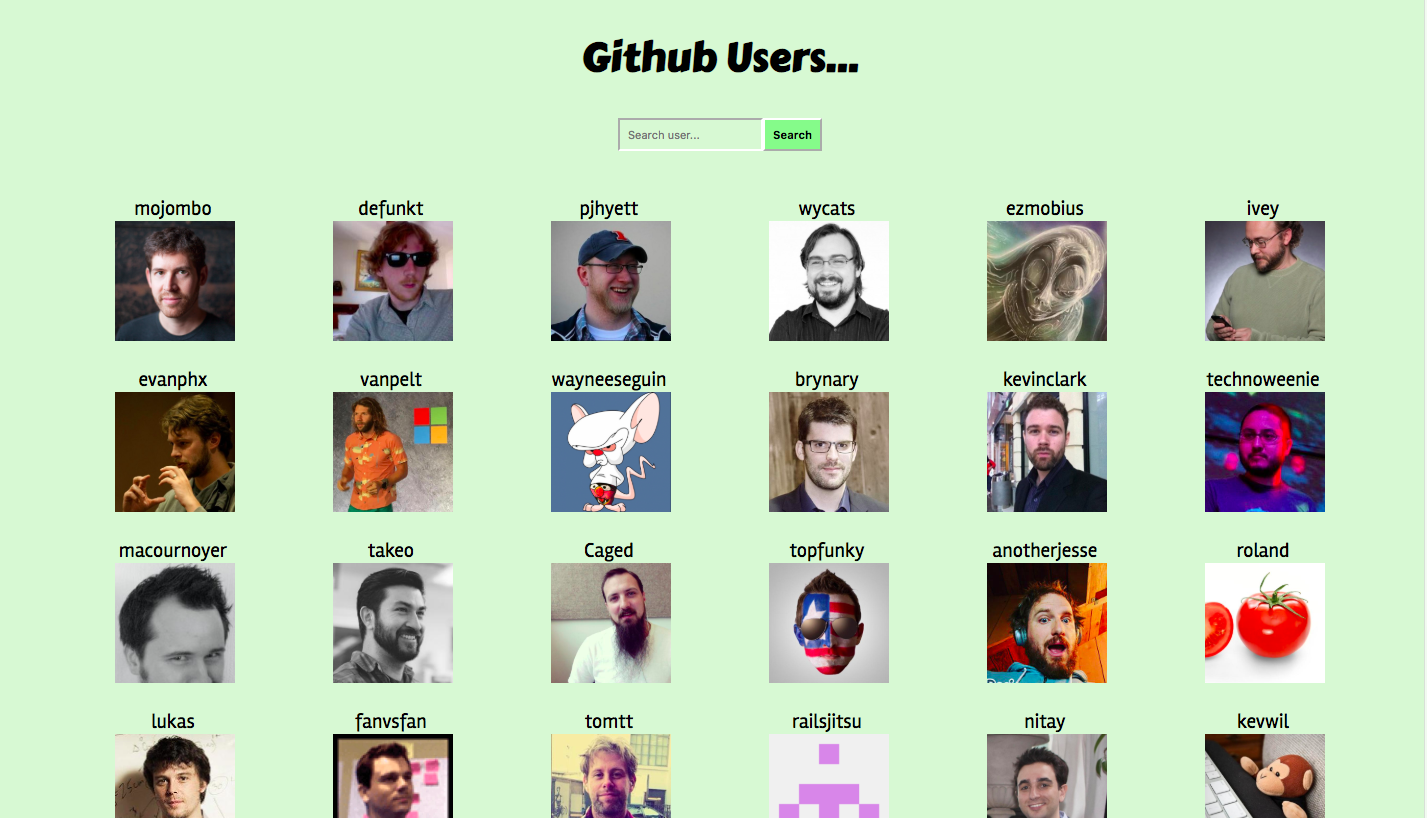 Github Users...
Search user... Search
mojombo defunkt pjhyett wycats ezmobius ivey
evanphx vanpelt wayneeseguin brynary kevinclark technoweenie
macournoyer takeo Caged topfunky anotherjesse roland
lukas fanvsfan tomtt railsjitsu nitay kevwil